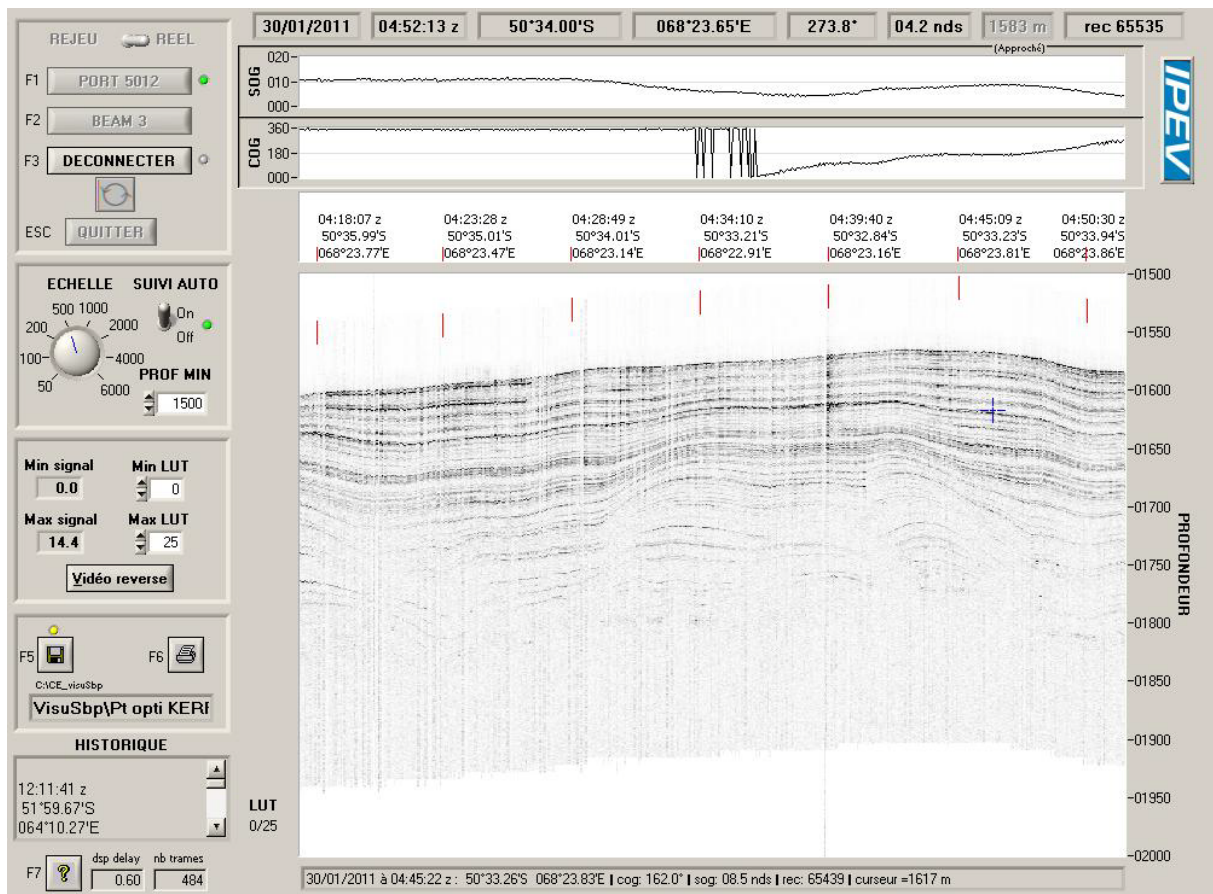 30/01/2011 04:52:13 z 50°34.00'S 068°23.65'E 273.8° 04.2 nds 1583 m rec 65535
(Approché)
REJEU REEL
F1 PORT 5012
F2 BEAM 3
F3 DECONNECTER
ESC QUITTER
SOG
020
010
000
COG
360
180
000
IPEV
04:18:07 z 04:23:28 z 04:28:49 z 04:34:10 z 04:39:40 z 04:45:09 z 04:50:30 z
50°35.99'S 50°35.01'S 50°34.01'S 50°33.21'S 50°32.84'S 50°33.23'S 50°33.94'S
068°23.77'E 068°23.47'E 068°23.14'E 068°22.91'E 068°23.16'E 068°23.81'E 068°23.86'E
ECHELLE SUIVI AUTO
50 100 200 500 1000 2000 4000 6000
On
Off
PROF MIN
1500
Min signal Min LUT
0.0 0
Max signal Max LUT
14.4 25
Vidéo reverse
F5 F6
C:\CE_visuSbp
VisuSbp\Pt opti KERF
HISTORIQUE
12:11:41 z
51°59.67'S
064°10.27'E
LUT
0/25
F7 ? dsp delay nb trames
0.60 484
-01500
-01550
-01600
-01650
-01700
-01750
-01800
-01850
-01900
-01950
-02000
PROFONDEUR
30/01/2011 à 04:45:22 z : 50°33.26'S 068°23.83'E | cog: 162.0° | sog: 08.5 nds | rec: 65439 | curseur =1617 m